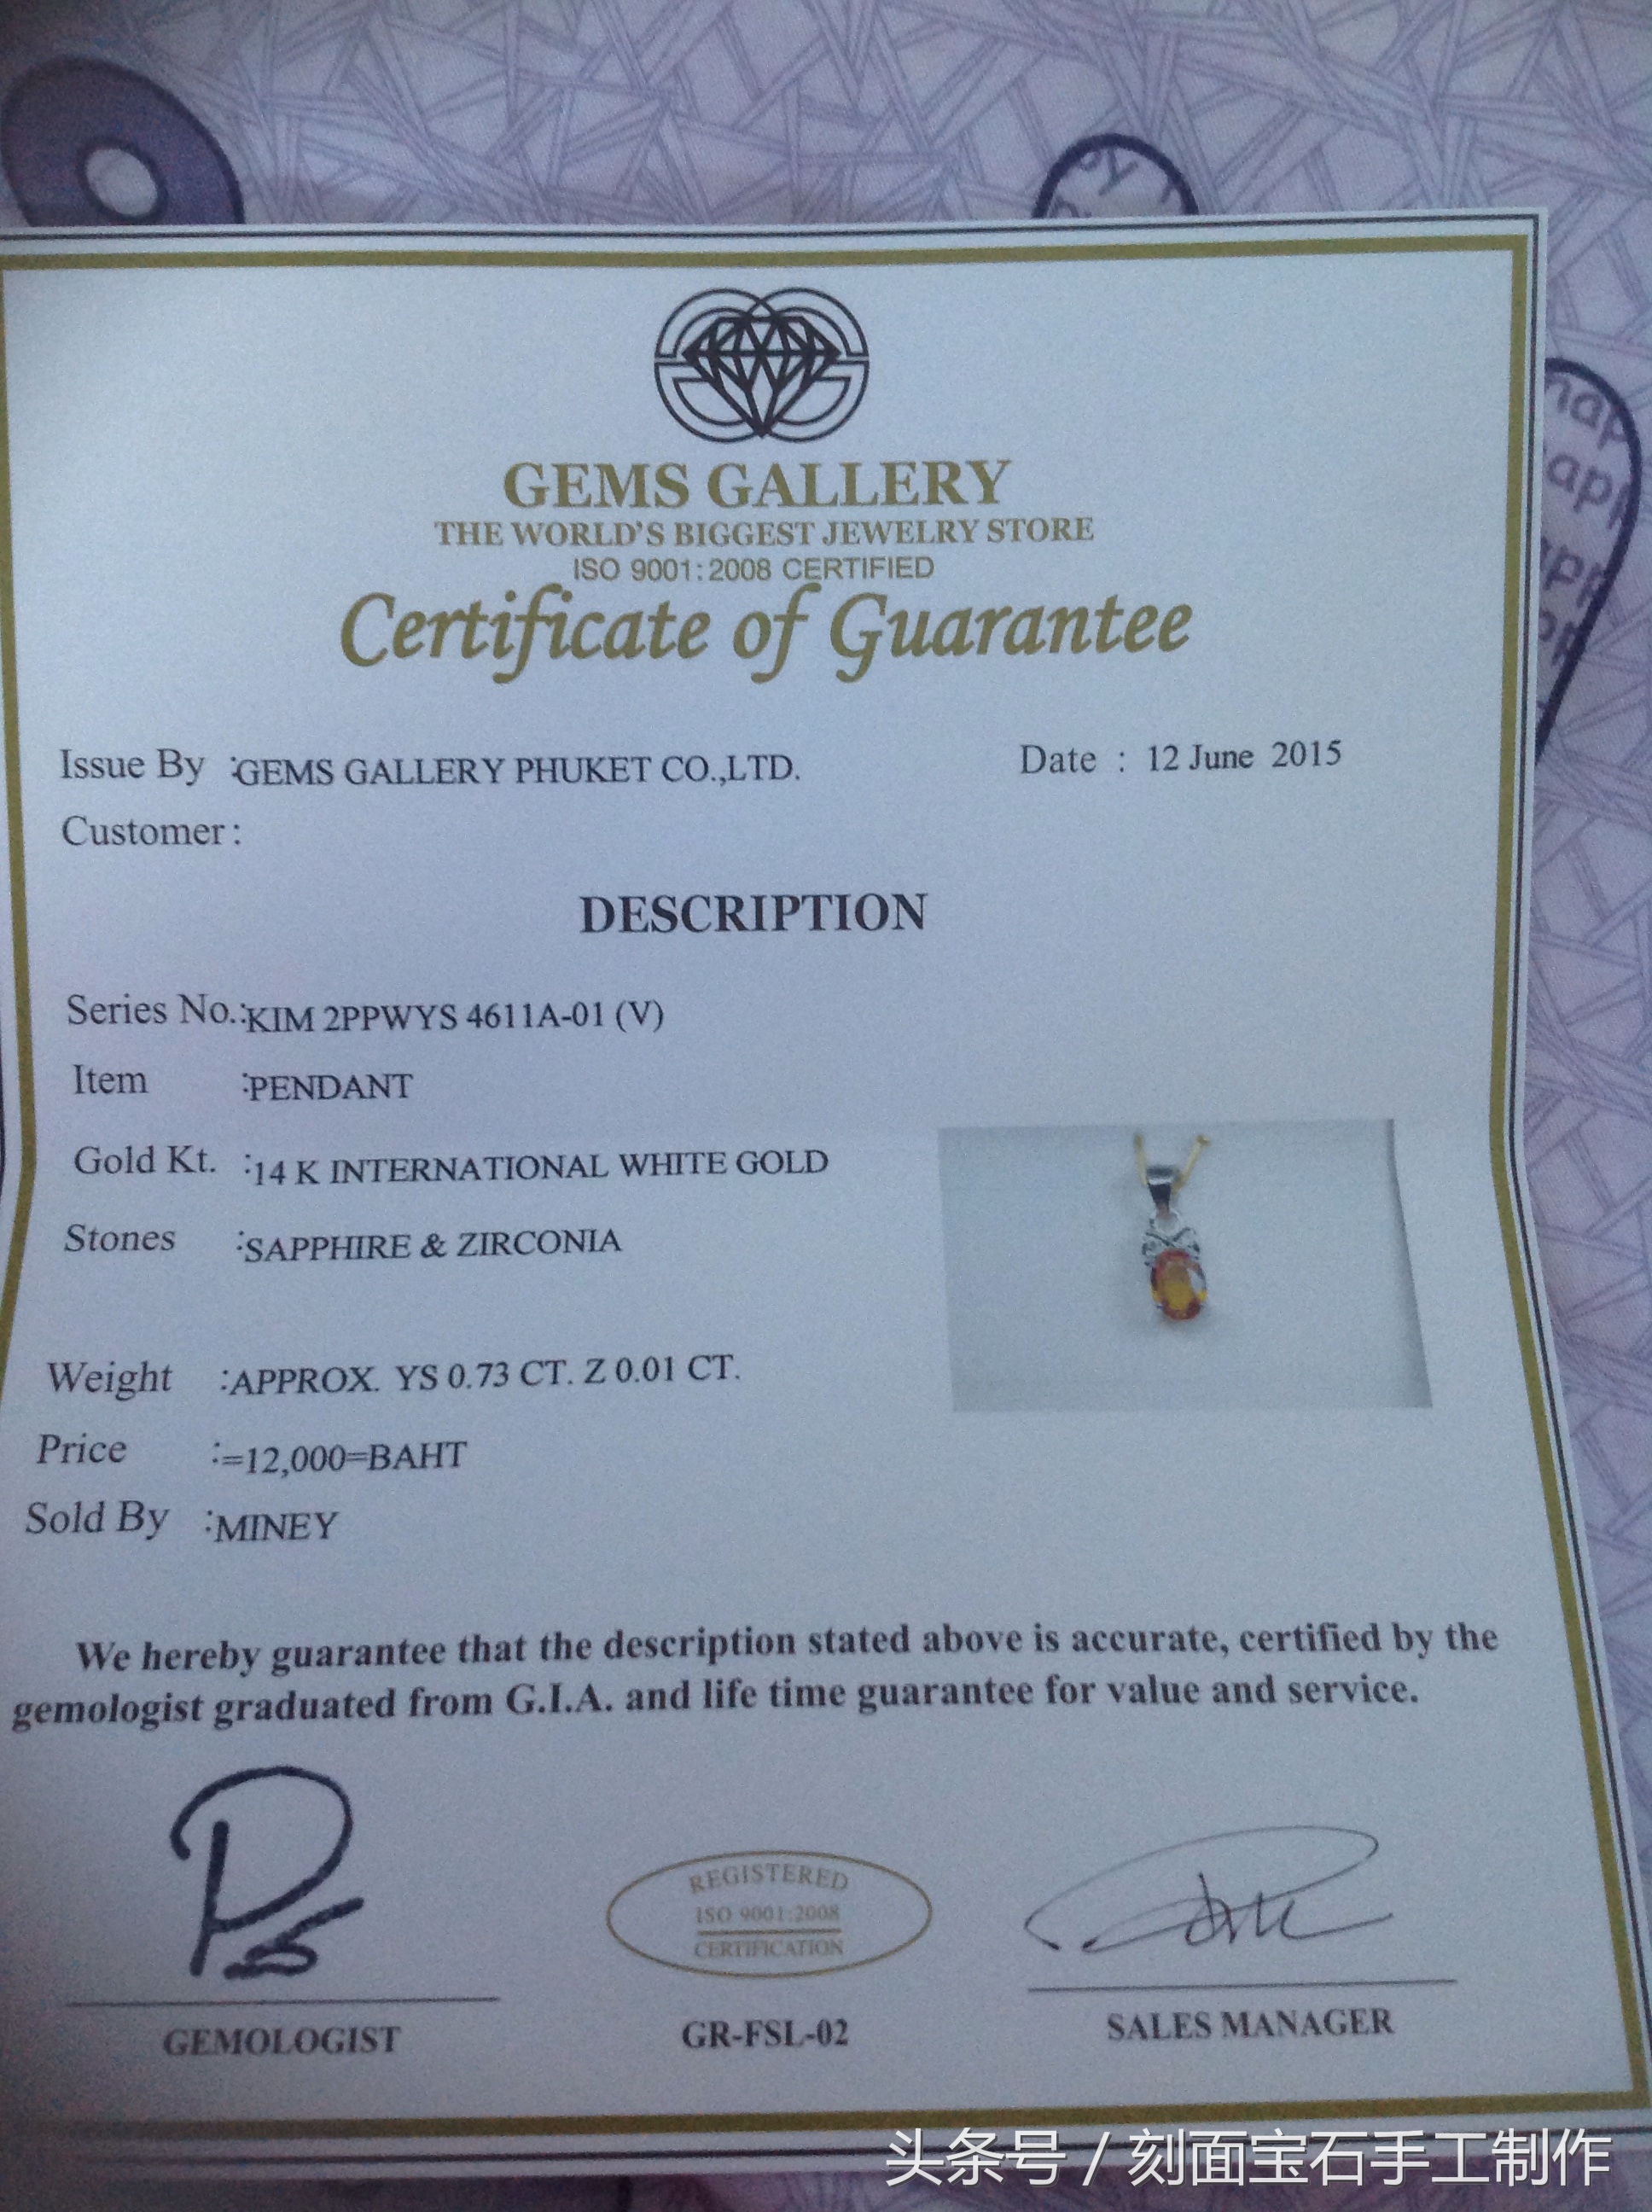 GEMS GALLERY
THE WORLD'S BIGGEST JEWELRY STORE
ISO 9001:2008 CERTIFIED
Certificate of Guarantee
Issue By :GEMS GALLERY PHUKET CO.,LTD. Date : 12 June 2015
Customer :
DESCRIPTION
Series No.:KIM 2PPWYS 4611A-01 (V)
Item :PENDANT
Gold Kt. :14 K INTERNATIONAL WHITE GOLD
Stones :SAPPHIRE & ZIRCONIA
Weight :APPROX. YS 0.73 CT. Z 0.01 CT.
Price :=12,000=BAHT
Sold By :MINEY
We hereby guarantee that the description stated above is accurate, certified by the
gemologist graduated from G.I.A. and life time guarantee for value and service.
REGISTERED
ISO 9001:2008
CERTIFICATION
GEMOLOGIST GR-FSL-02 SALES MANAGER
头条号 / 刻面宝石手工制作